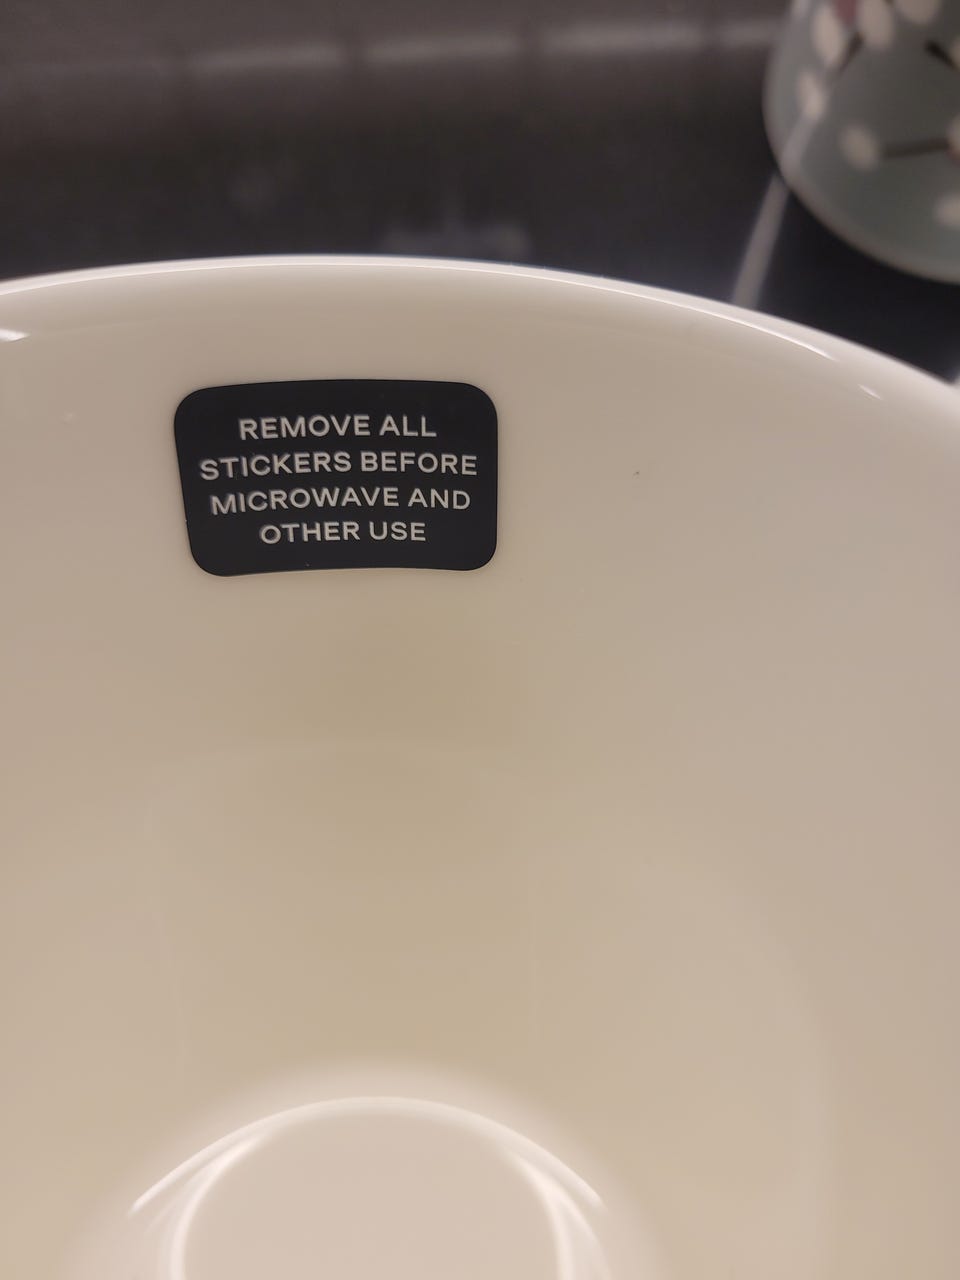 REMOVE ALL
STICKERS BEFORE
MICROWAVE AND
OTHER USE